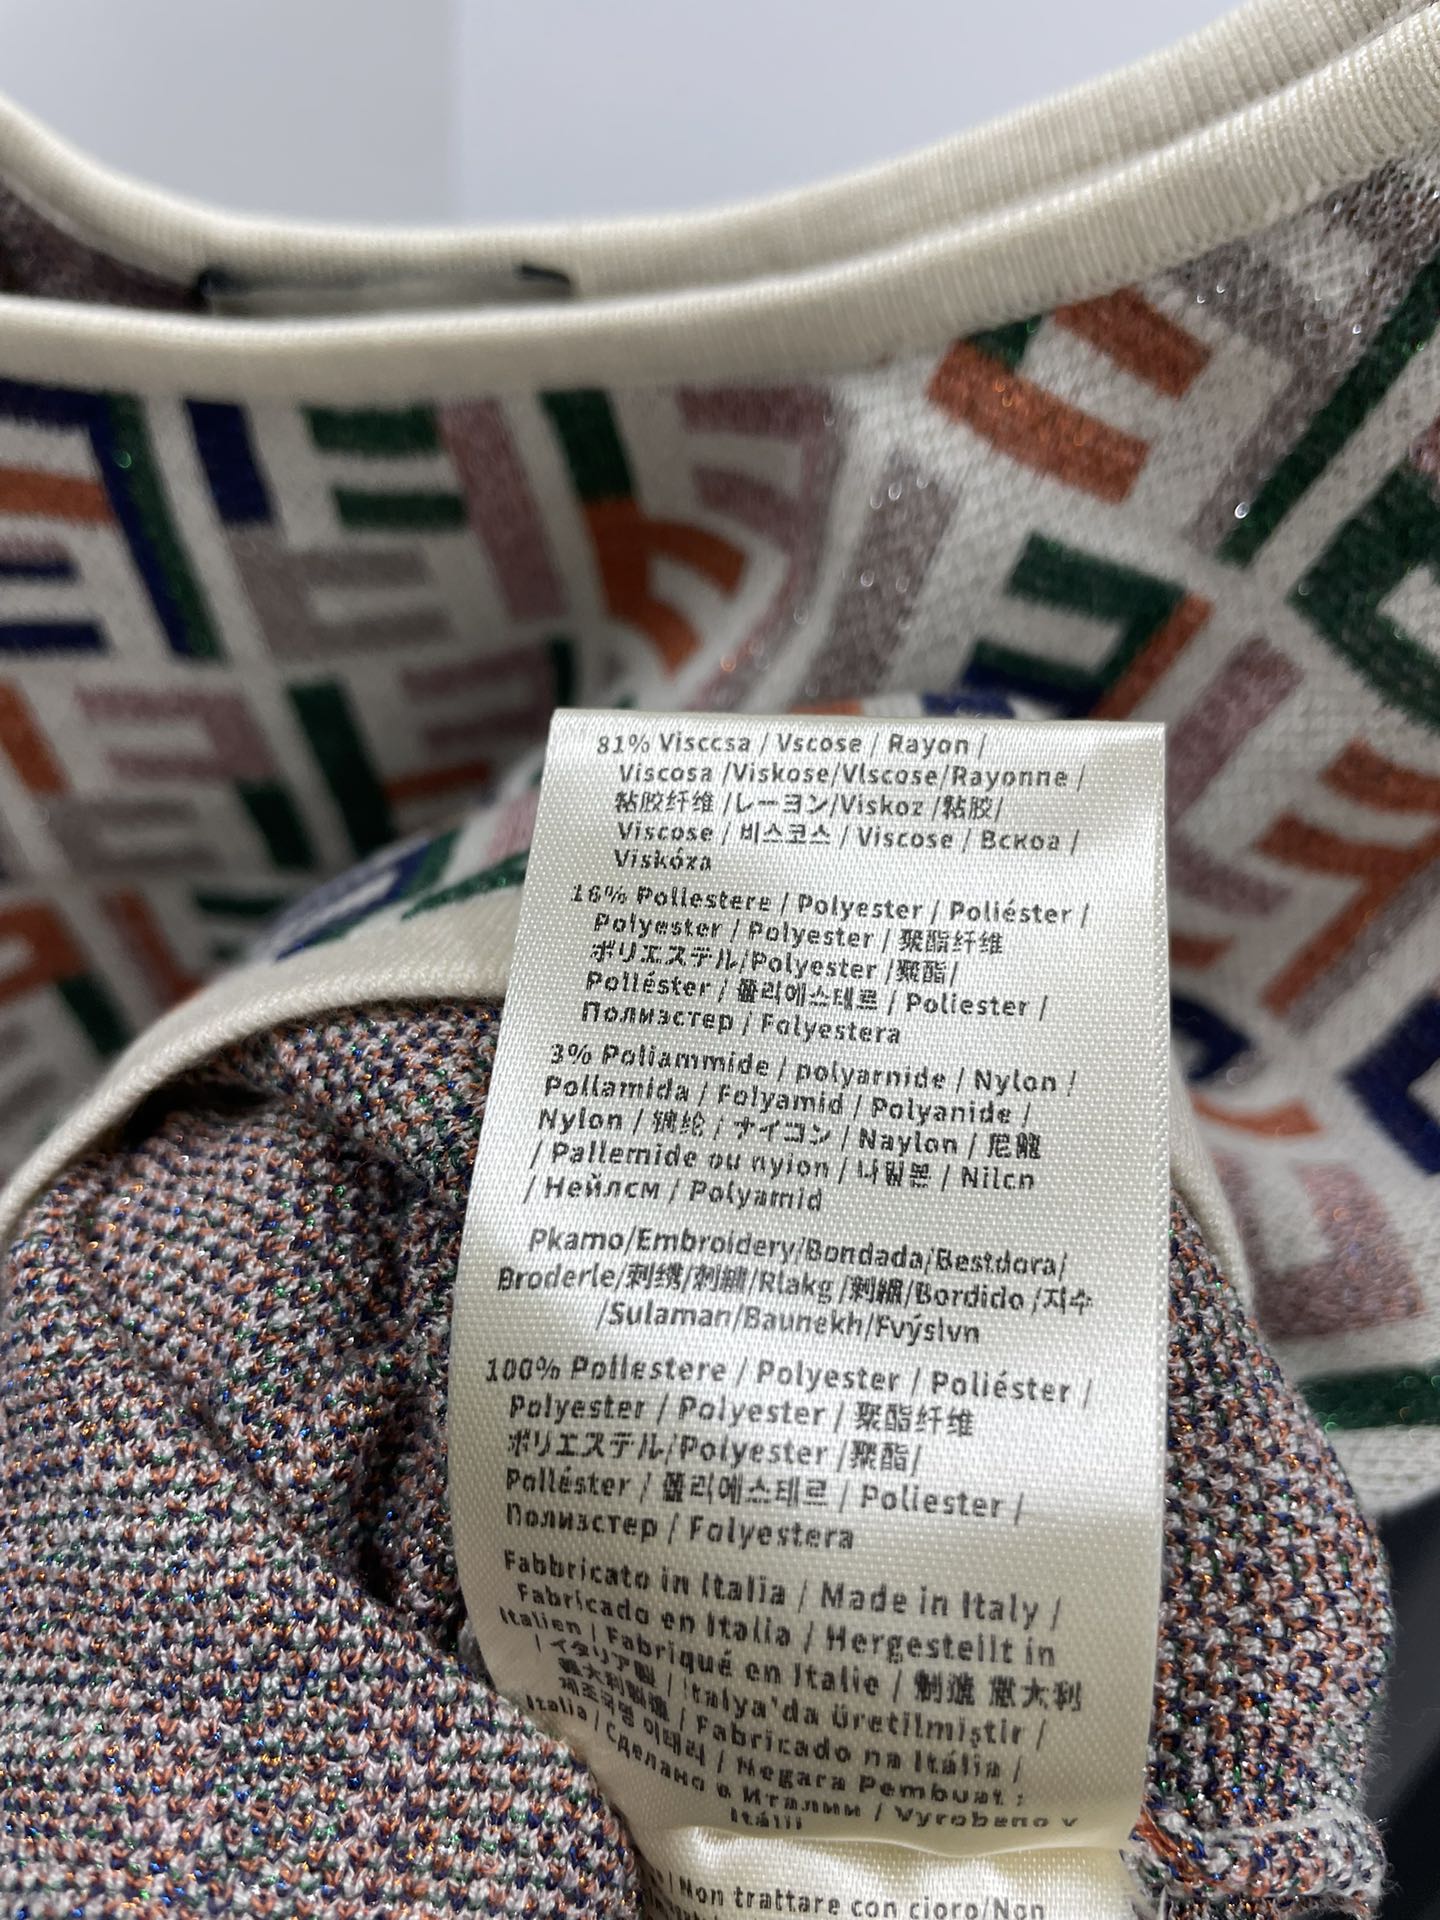 81% Visccsa / Vscose / Rayon /
Viscosa /Viskose/Vlscose/Rayonne /
粘胶纤维 /レーヨン/Viskoz /粘胶/
Viscose / 비스코스 / Viscose / Вскоа /
Viskóza
16% Pollestere / Polyester / Poliéster /
Polyester / Polyester / 聚酯纤维
ポリエステル/Polyester /聚酯/
Polléster / 폴리에스테르 / Poliester /
Полиэстер / Folyestera
3% Poliammide / polyarnide / Nylon /
Pollamida / Folyamid / Polyanide /
Nylon / 锦纶 / ナイコン / Naylon / 尼龍
/ Pallemide ou nyion / / Nilcn
/ Нейлсм / Polyamid
Pkamo/Embroidery/Bondada/Bestdora/
Broderle/刺绣/刺繡/Rlakg /刺繡/Bordido /자수
/Sulaman/Baunekh/Fvýslvn
100% Pollestere / Polyester / Poliéster /
Polyester / Polyester / 聚酯纤维
ポリエステル/Polyester /聚酯/
Polléster / 폴리에스테르 / Poliester /
Полиэстер / Folyestera
Fabbricato in Italia / Made in Italy /
Fabricado en Italia / Hergestellt in
Italien / Fabriqué en Italie / 制造 意大利
/ イタリア製 / Italya'da üretilmiştir /
義大利製造 / Fabricado na Itália /
제조국명 이태리 / Negara Pembuat :
Italia / Сделано в Италии / Vyrobeno v
Itálii
Non trattare con cloro/Non